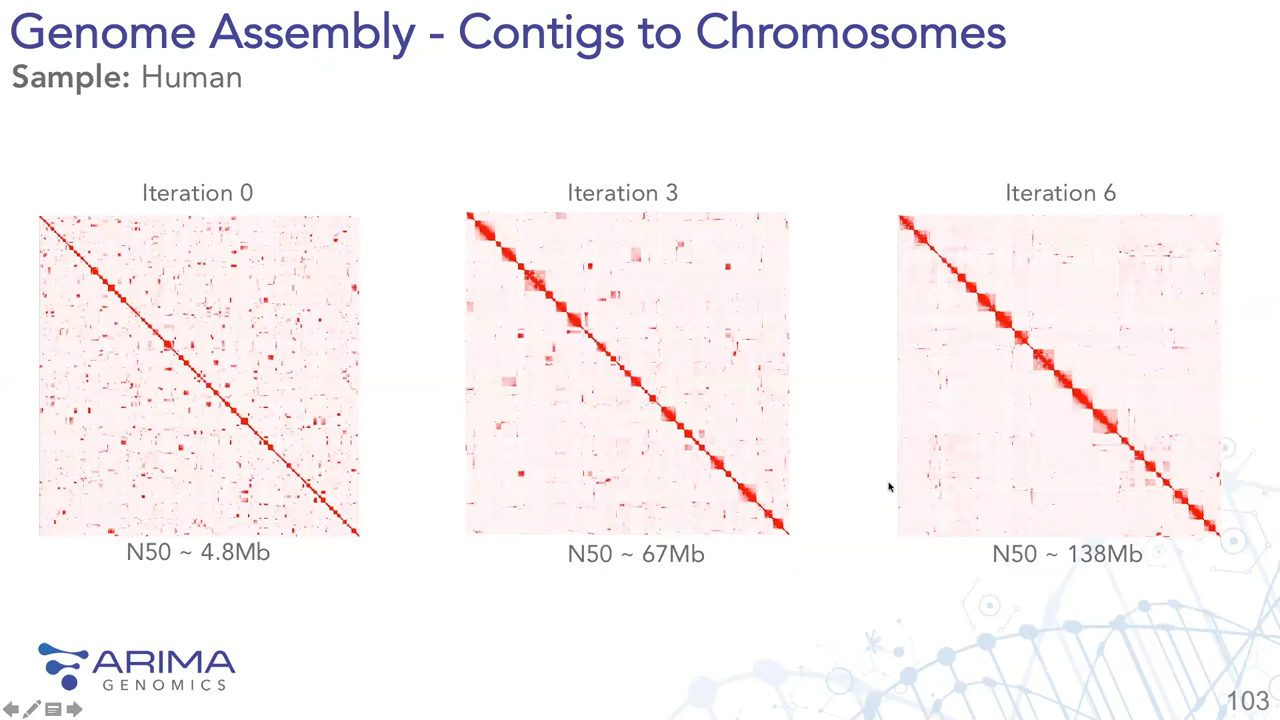 Genome Assembly - Contigs to Chromosomes
Sample: Human
Iteration 0
Iteration 3
Iteration 6
N50 ~ 4.8Mb
N50 ~ 67Mb
N50 ~ 138Mb
ARIMA
GENOMICS
103